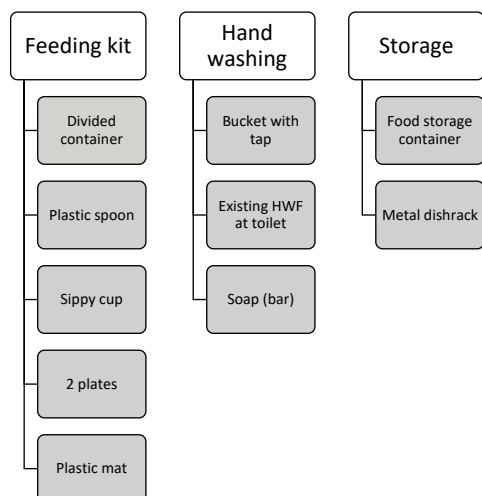 Feeding kit
Divided
container
Plastic spoon
Sippy cup
2 plates
Plastic mat
Hand
washing
Bucket with
tap
Existing HWF
at toilet
Soap (bar)
Storage
Food storage
container
Metal dishrack